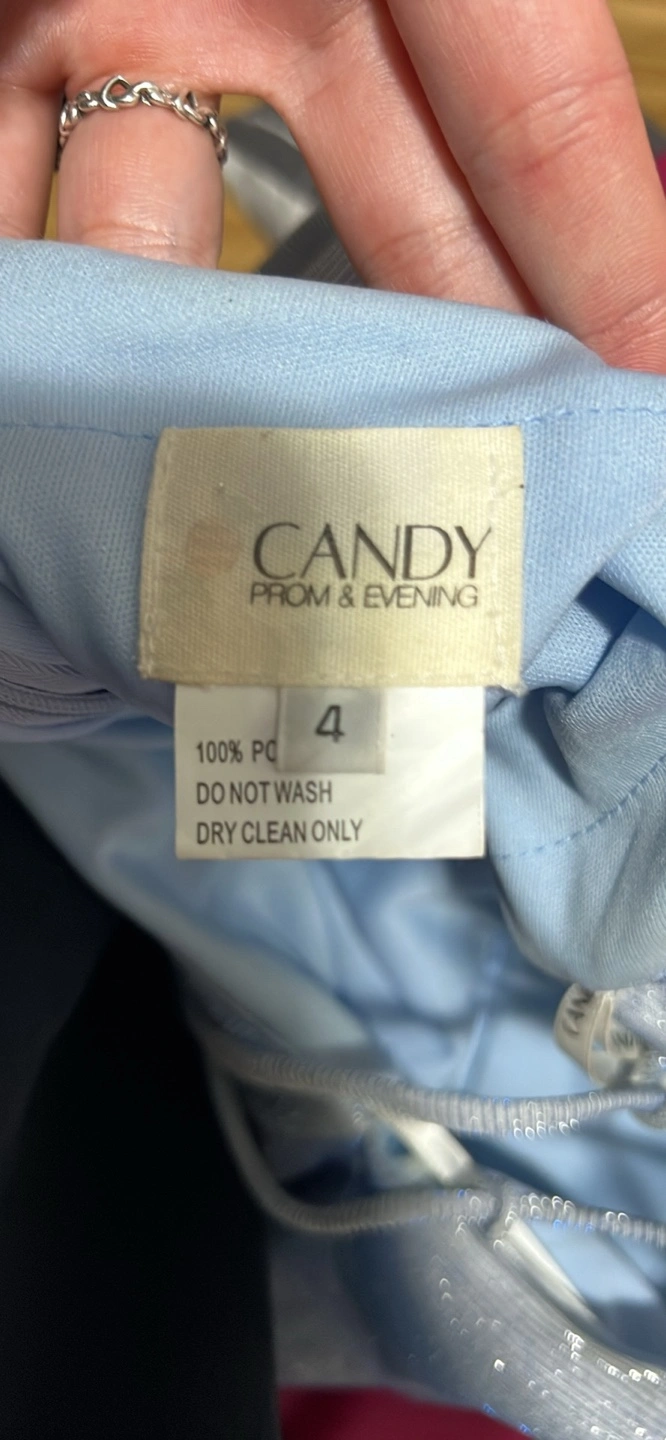 CANDY
PROM & EVENING
4
100% PO
DO NOT WASH
DRY CLEAN ONLY